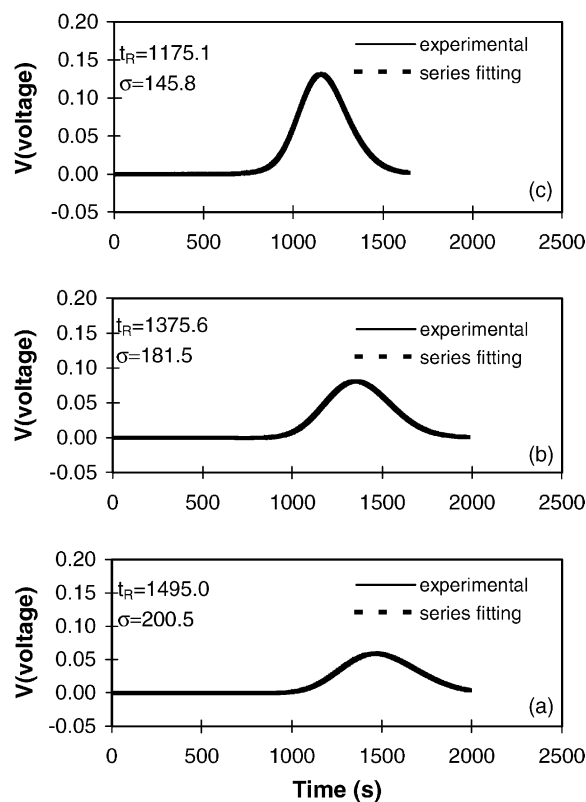 0.20
0.15
0.10
0.05
0.00
-0.05
V(voltage)
tR=1175.1
σ=145.8
experimental
series fitting
(c)
0 500 1000 1500 2000 2500
0.20
0.15
0.10
0.05
0.00
-0.05
V(voltage)
tR=1375.6
σ=181.5
experimental
series fitting
(b)
0 500 1000 1500 2000 2500
0.20
0.15
0.10
0.05
0.00
-0.05
V(voltage)
tR=1495.0
σ=200.5
experimental
series fitting
(a)
0 500 1000 1500 2000 2500
Time (s)